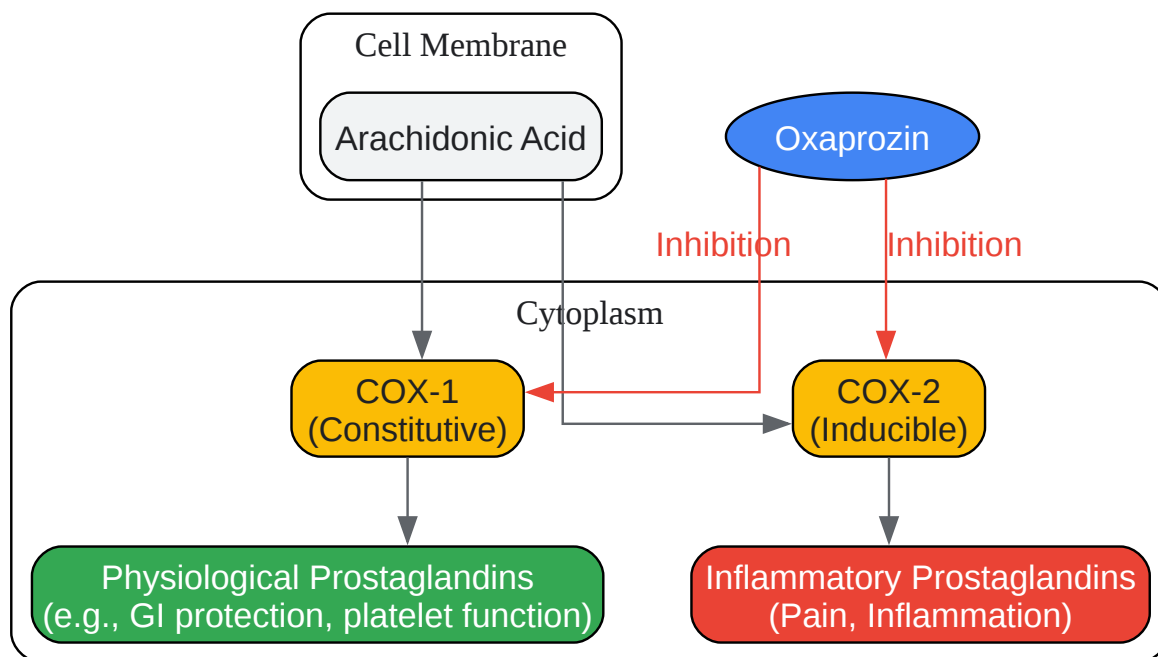 Cell Membrane
Arachidonic Acid
Oxaprozin
Inhibition
Inhibition
Cytoplasm
COX-1
(Constitutive)
COX-2
(Inducible)
Physiological Prostaglandins
(e.g., GI protection, platelet function)
Inflammatory Prostaglandins
(Pain, Inflammation)